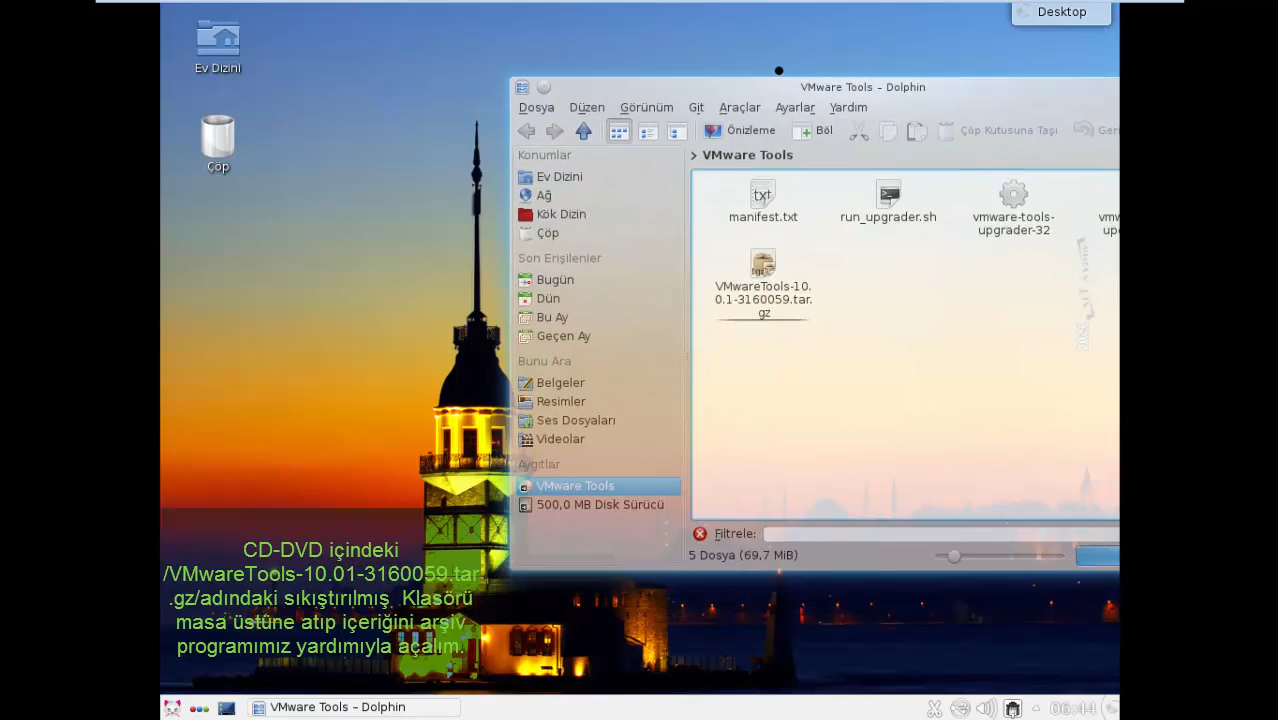 Desktop
Ev Dizini
Çöp
VMware Tools – Dolphin
Dosya Düzen Görünüm Git Araçlar Ayarlar Yardım
Önizleme Böl Çöp Kutusuna Taşı Geri
Konumlar
Ev Dizini
Ağ
Kök Dizin
Çöp
Son Erişilenler
Bugün
Dün
Bu Ay
Geçen Ay
Bunu Ara
Belgeler
Resimler
Ses Dosyaları
Videolar
Aygıtlar
VMware Tools
500,0 MB Disk Sürücü
> VMware Tools
txt
manifest.txt
run_upgrader.sh
vmware-tools-
upgrader-32
tgz
VMwareTools-10.
0.1-3160059.tar.
gz
Filtrele:
5 Dosya (69,7 MiB)
CD-DVD içindeki
/VMwareTools-10.01-3160059.tar
.gz/adındaki sıkıştırılmış Klasörü
masa üstüne atıp içeriğini arşiv
programımız yardımıyla açalım.
VMware Tools – Dolphin
06:44